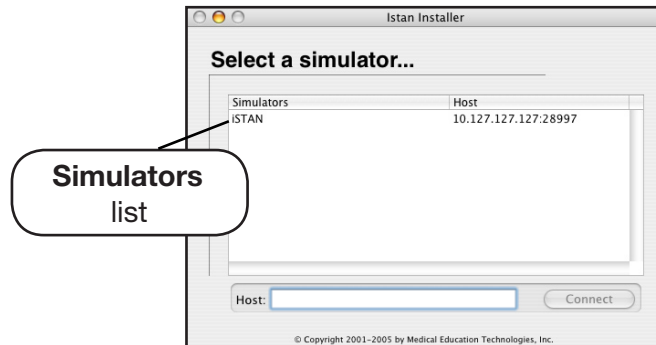 Istan Installer
Select a simulator...
Simulators Host
iSTAN 10.127.127.127:28997
Simulators
list
Host: Connect
© Copyright 2001-2005 by Medical Education Technologies, Inc.